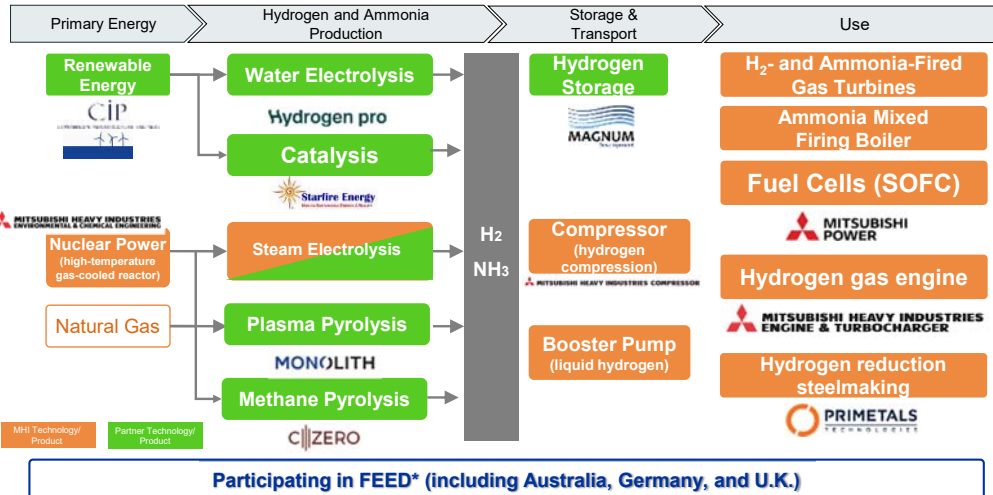 Primary Energy
Hydrogen and Ammonia
Production
Storage &
Transport
Use
Renewable
Energy
CIP
Water Electrolysis
Hydrogen pro
Catalysis
Starfire Energy
MITSUBISHI HEAVY INDUSTRIES
ENVIRONMENTAL & CHEMICAL ENGINEERING
Nuclear Power
(high-temperature
gas-cooled reactor)
Steam Electrolysis
Natural Gas
Plasma Pyrolysis
MONOLITH
Methane Pyrolysis
C||ZERO
MHI Technology/
Product
Partner Technology/
Product
H2
NH3
Hydrogen
Storage
MAGNUM
Development
Compressor
(hydrogen
compression)
MITSUBISHI HEAVY INDUSTRIES COMPRESSOR
Booster Pump
(liquid hydrogen)
H2- and Ammonia-Fired
Gas Turbines
Ammonia Mixed
Firing Boiler
Fuel Cells (SOFC)
MITSUBISHI
POWER
Hydrogen gas engine
MITSUBISHI HEAVY INDUSTRIES
ENGINE & TURBOCHARGER
Hydrogen reduction
steelmaking
PRIMETALS
TECHNOLOGIES
Participating in FEED* (including Australia, Germany, and U.K.)